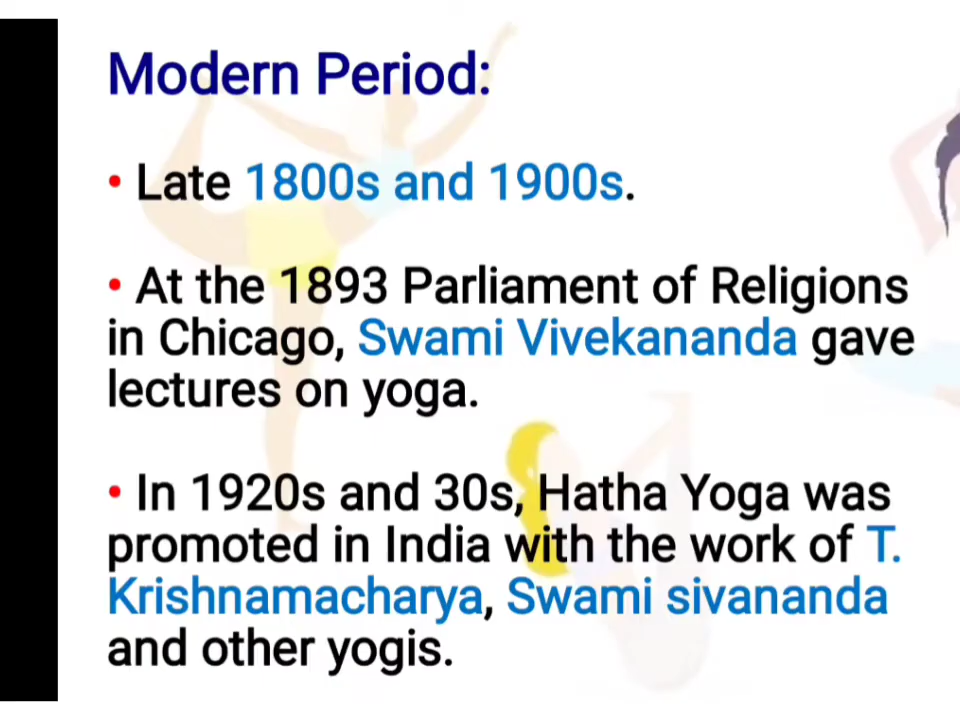 Modern Period:
• Late 1800s and 1900s.
• At the 1893 Parliament of Religions
in Chicago, Swami Vivekananda gave
lectures on yoga.
• In 1920s and 30s, Hatha Yoga was
promoted in India with the work of T.
Krishnamacharya, Swami sivananda
and other yogis.